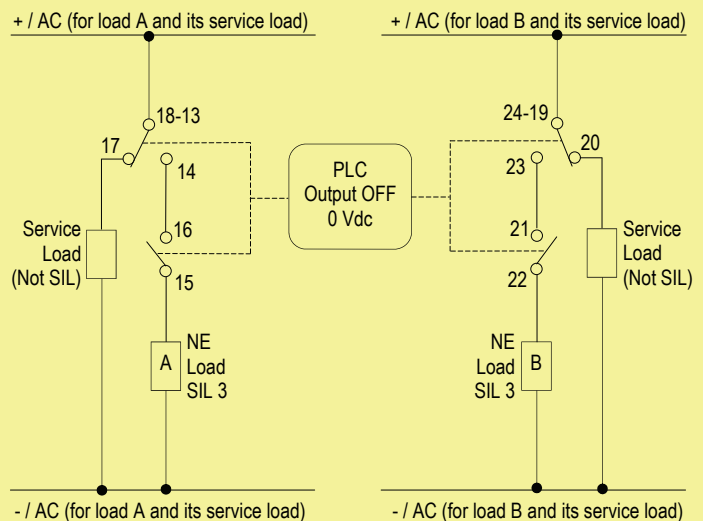 + / AC (for load A and its service load)
+ / AC (for load B and its service load)
18-13
24-19
17
14
PLC
Output OFF
0 Vdc
23
20
16
21
Service
Load
(Not SIL)
15
22
Service
Load
(Not SIL)
A
NE
Load
SIL 3
NE
Load
SIL 3
B
- / AC (for load A and its service load)
- / AC (for load B and its service load)